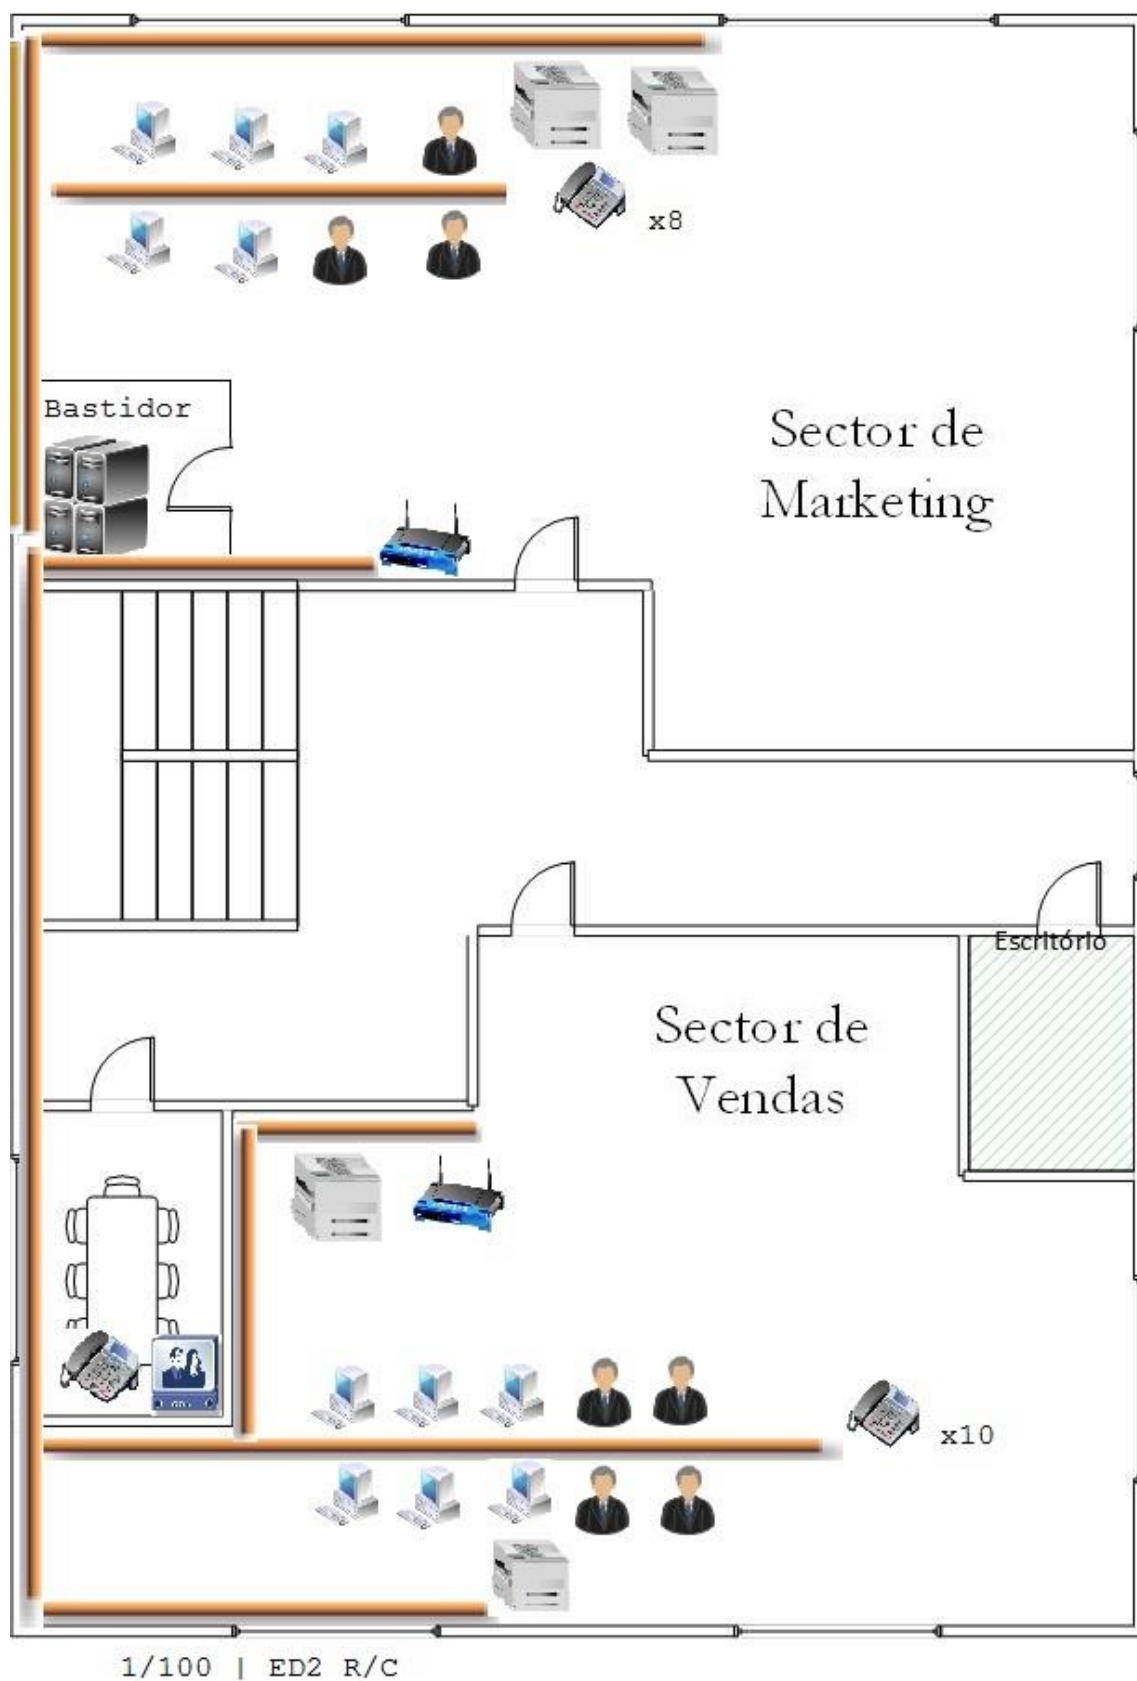 x8
Bastidor
Sector de
Marketing
Escritório
Sector de
Vendas
x10
1/100 | ED2 R/C